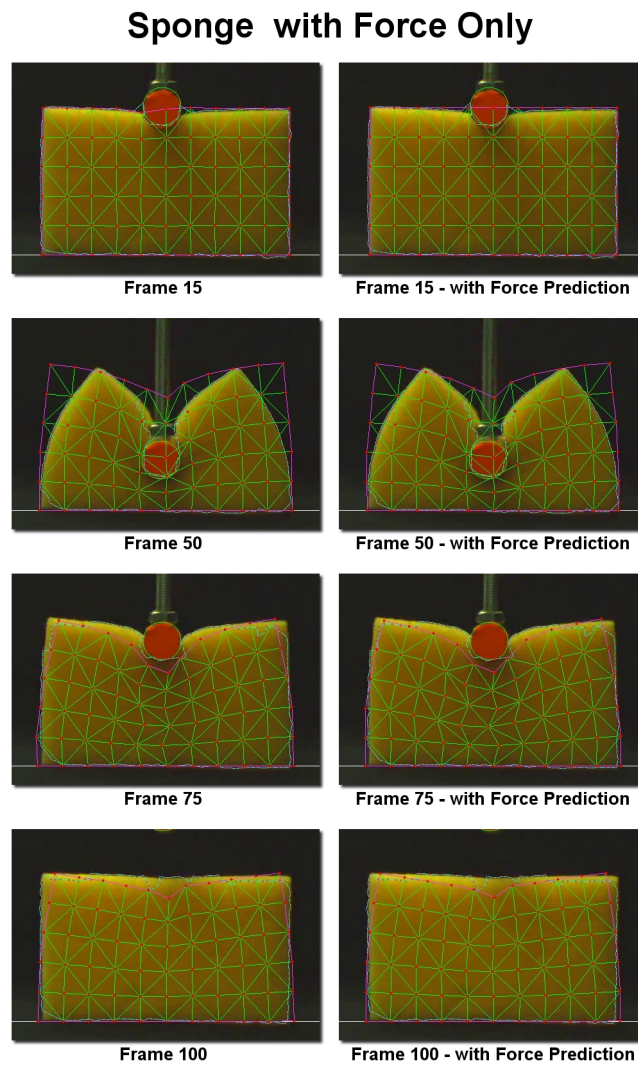 Sponge with Force Only
Frame 15
Frame 15 - with Force Prediction
Frame 50
Frame 50 - with Force Prediction
Frame 75
Frame 75 - with Force Prediction
Frame 100
Frame 100 - with Force Prediction